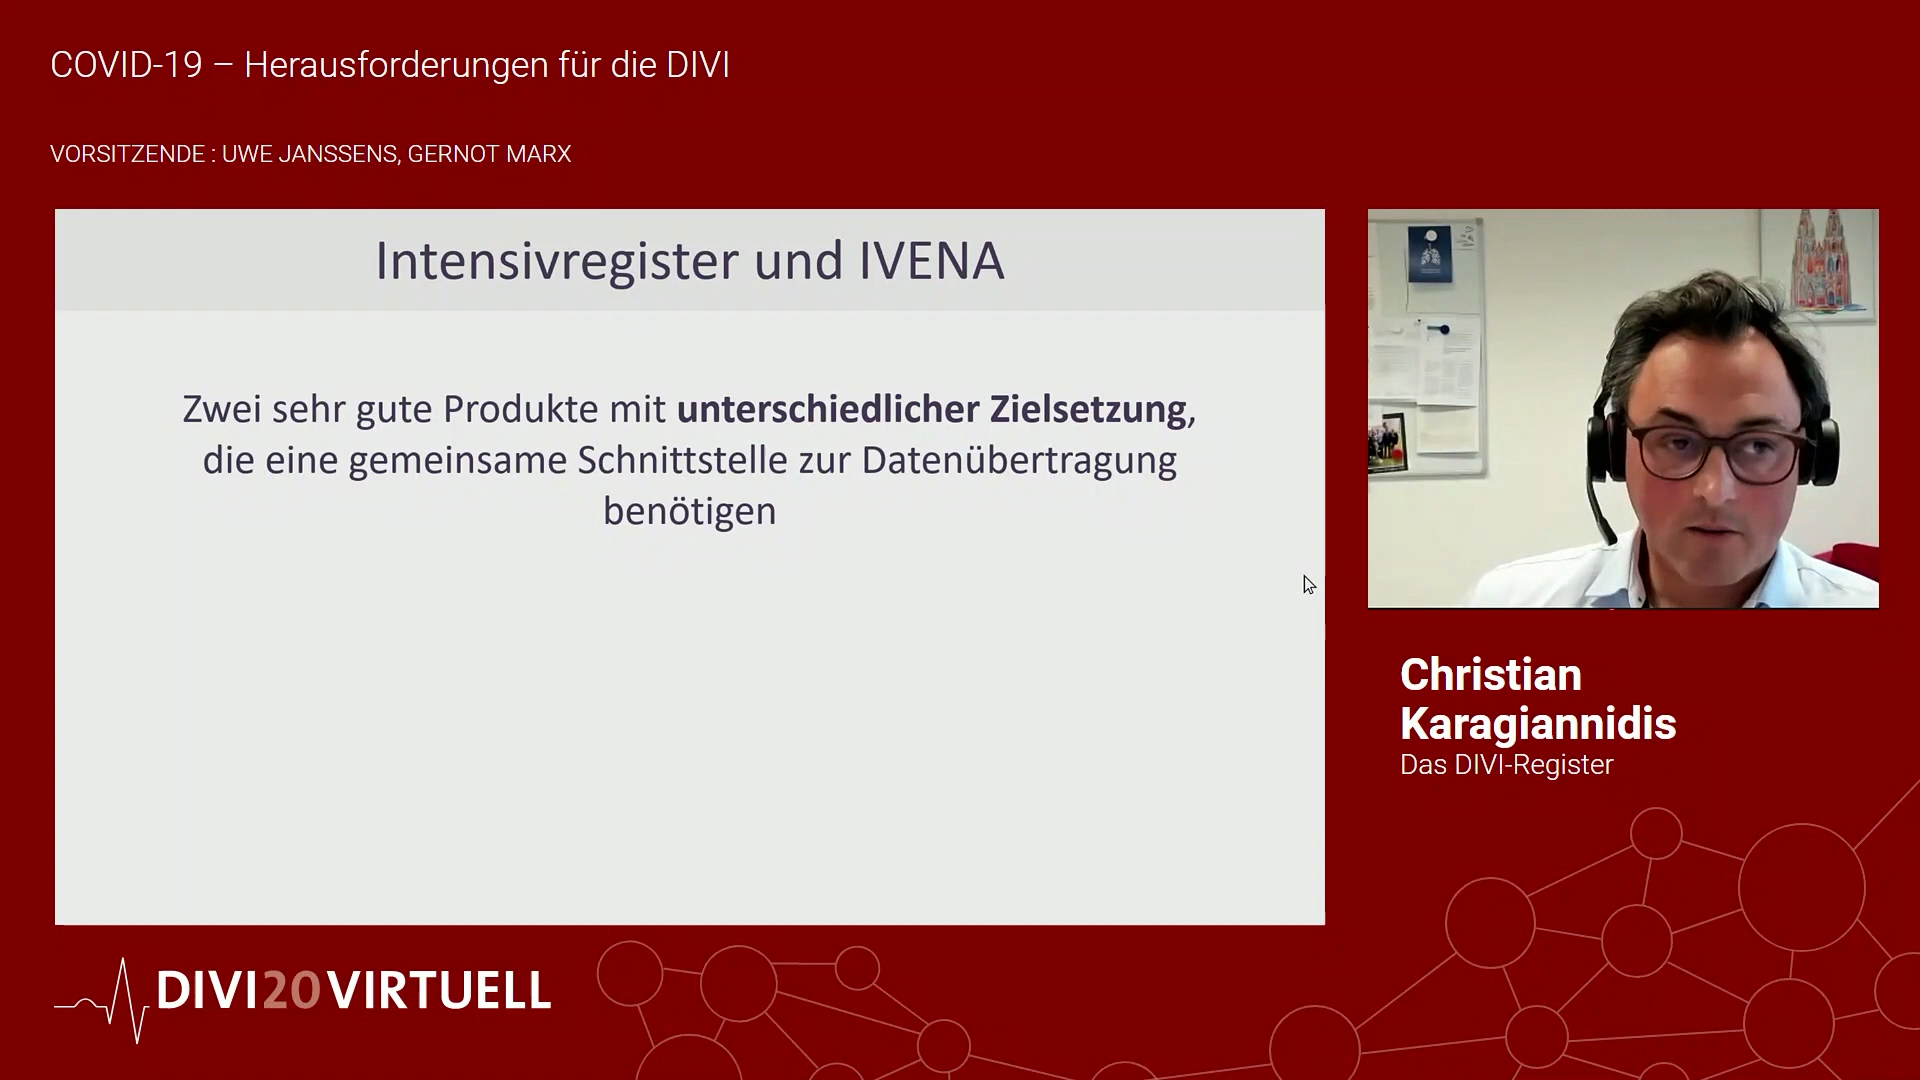 COVID-19 – Herausforderungen für die DIVI
VORSITZENDE : UWE JANSSENS, GERNOT MARX
Intensivregister und IVENA
Zwei sehr gute Produkte mit unterschiedlicher Zielsetzung,
die eine gemeinsame Schnittstelle zur Datenübertragung
benötigen
Christian
Karagiannidis
Das DIVI-Register
DIVI20VIRTUELL